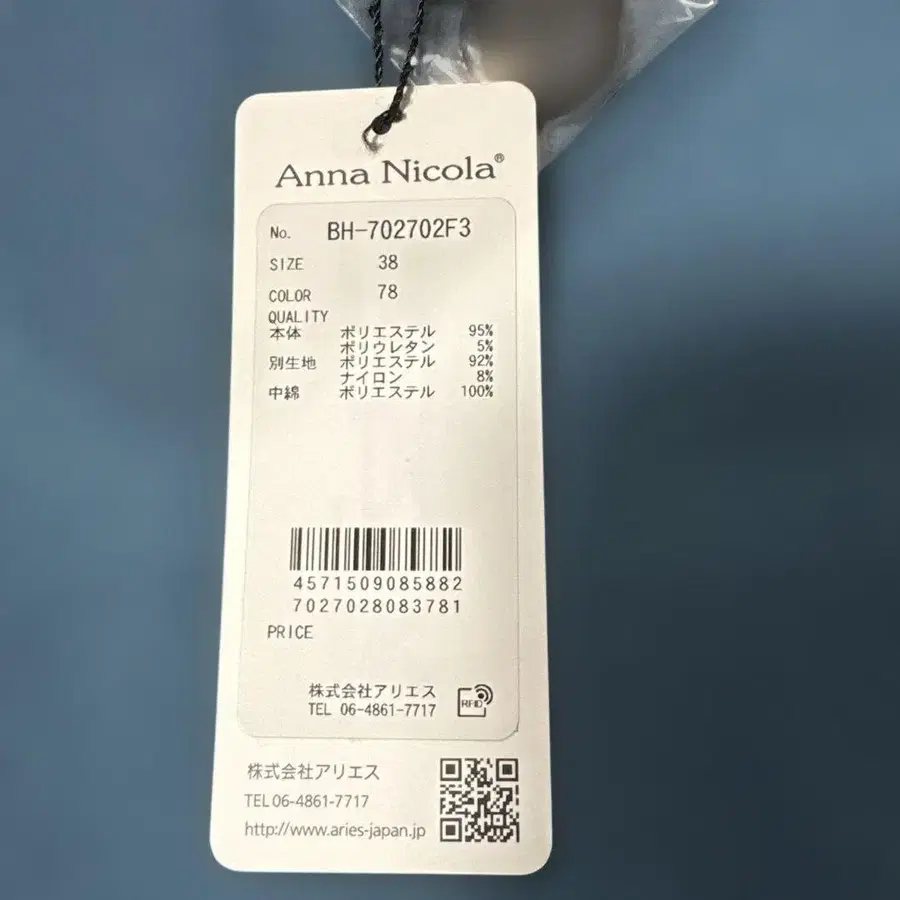 Anna Nicola®
No. BH-702702F3
SIZE 38
COLOR 78
QUALITY
本体 ポリエステル 95%
ポリウレタン 5%
別生地 ポリエステル 92%
ナイロン 8%
中綿 ポリエステル 100%
4571509085882
7027028083781
PRICE
株式会社アリエス
TEL 06-4861-7717
RFID
株式会社アリエス
TEL 06-4861-7717
http://www.aries-japan.jp